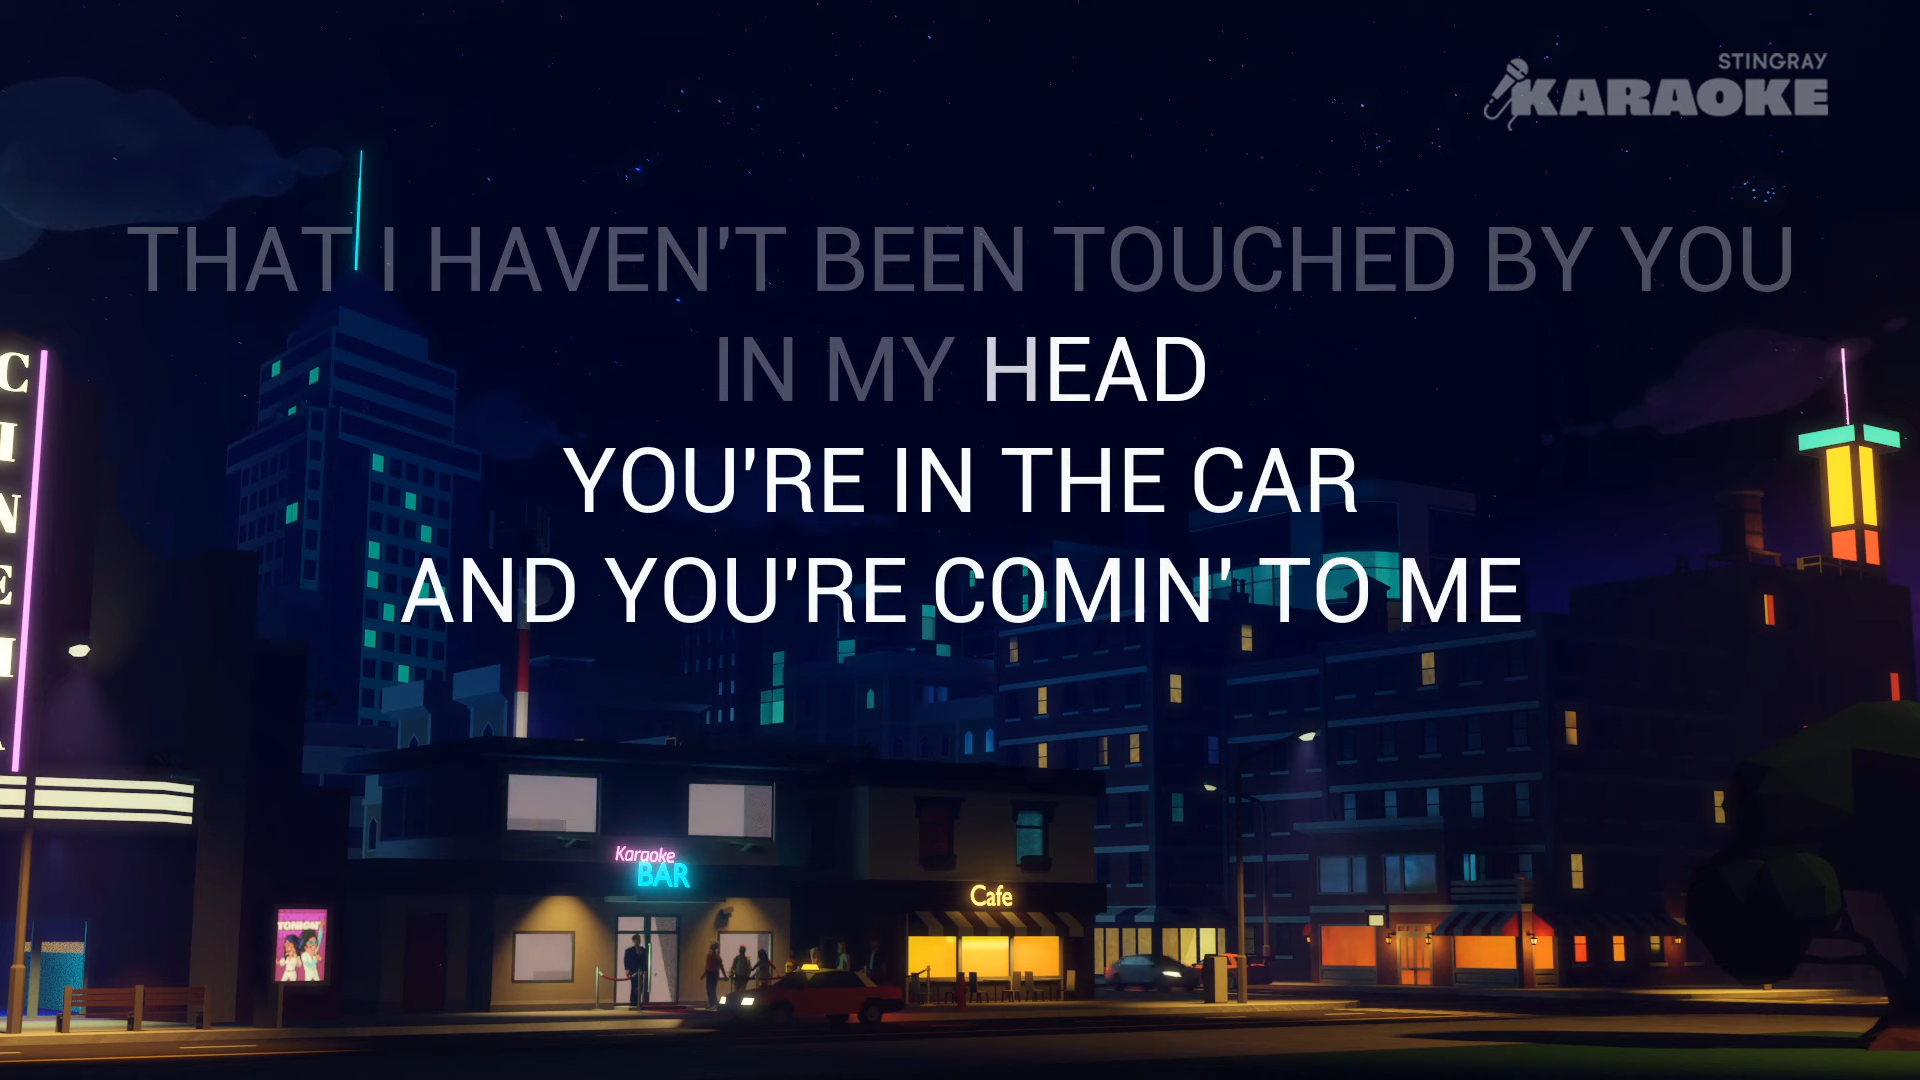 STINGRAY
KARAOKE
THAT I HAVEN'T BEEN TOUCHED BY YOU
IN MY HEAD
YOU'RE IN THE CAR
AND YOU'RE COMIN' TO ME
CINEMA
Karaoke
BAR
Cafe
TONIGHT